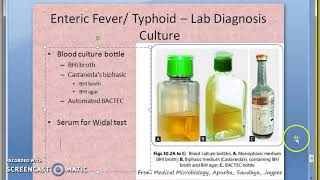 Enteric Fever/ Typhoid – Lab Diagnosis
Culture
• Blood culture bottle
– BHI broth
– Castaneda's biphasic
• BHI broth
• BHI agar
– Automated BACTEC
• Serum for Widal test
A
B
C
Figs 30.2A to C: Blood culture bottles, A. Monophasic medium
(BHI broth); B. Biphasic medium (Castaneda's), containing BHI
broth and BHI agar; C. BACTEC bottle
From Medical Microbiology, Apurba, Sandhya, Jaygree
RECORDED WITH
SCREENCAST MATIC